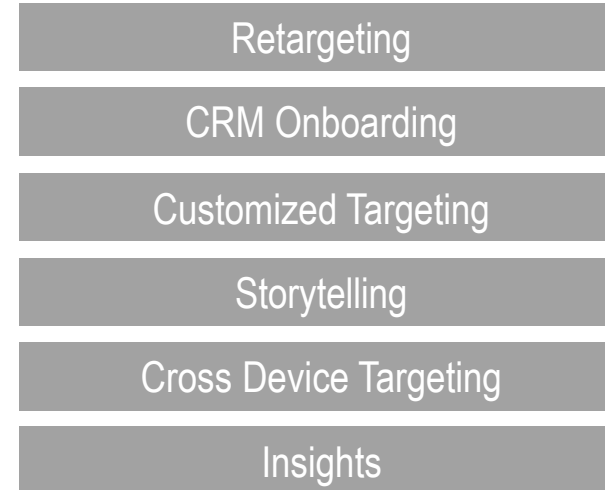 Retargeting
CRM Onboarding
Customized Targeting
Storytelling
Cross Device Targeting
Insights